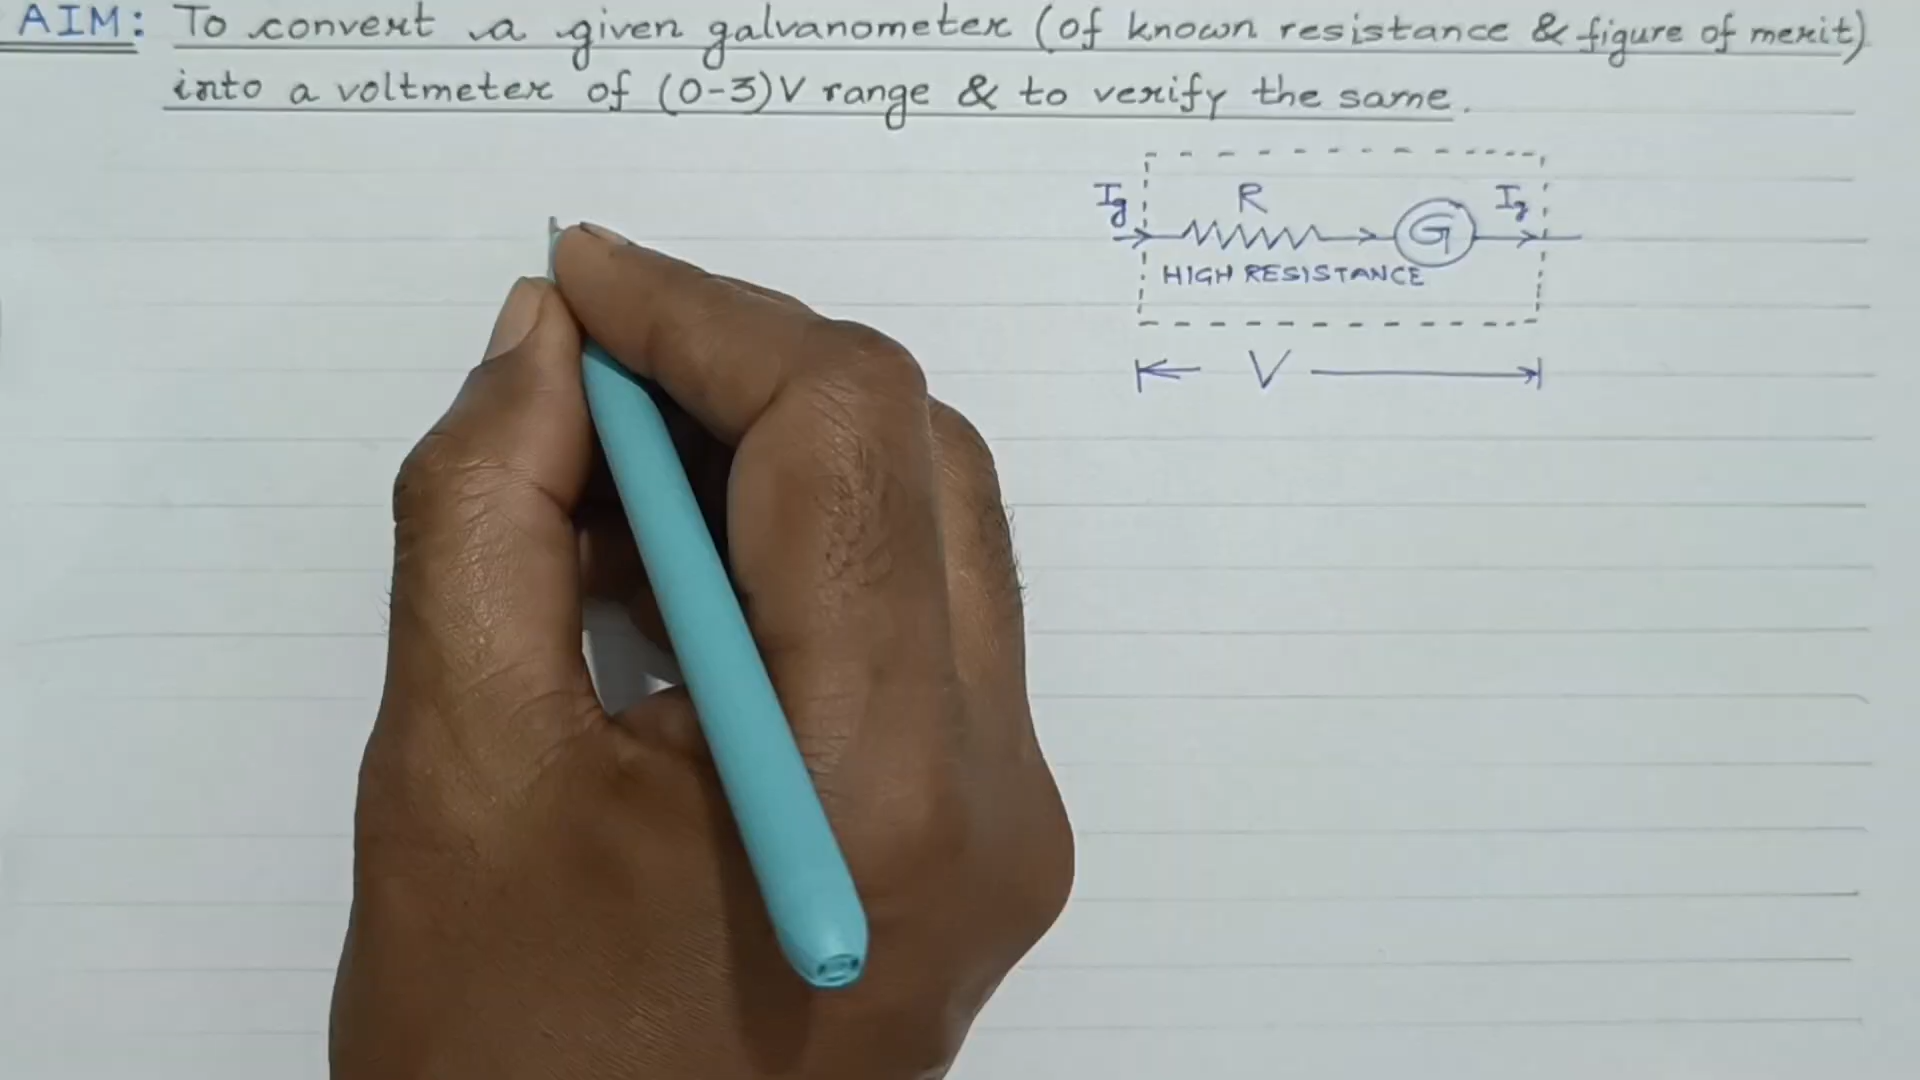 AIM: To convert a given galvanometer (of known resistance & figure of merit)
into a voltmeter of (0-3)V range & to verify the same.
Ig R Ig
G
HIGH RESISTANCE
V